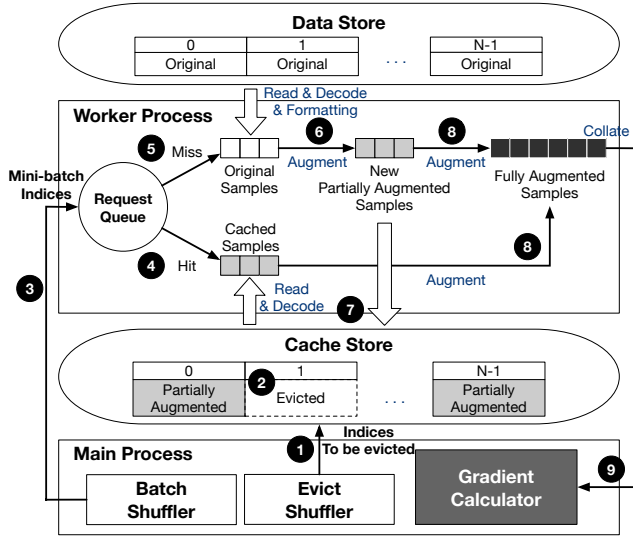 Data Store
0 1 N-1
Original Original . . . Original
Read & Decode
& Formatting
Worker Process
5 Miss
6
8
Collate
Augment
Augment
Original
Samples
New
Partially Augmented
Samples
Fully Augmented
Samples
Mini-batch
Indices
Request
Queue
Cached
Samples
4 Hit
8
Augment
3
Read
& Decode
7
Cache Store
0 1 N-1
2
Partially
Augmented
Evicted
. . .
Partially
Augmented
1
Indices
To be evicted
Main Process
Batch
Shuffler
Evict
Shuffler
Gradient
Calculator
9